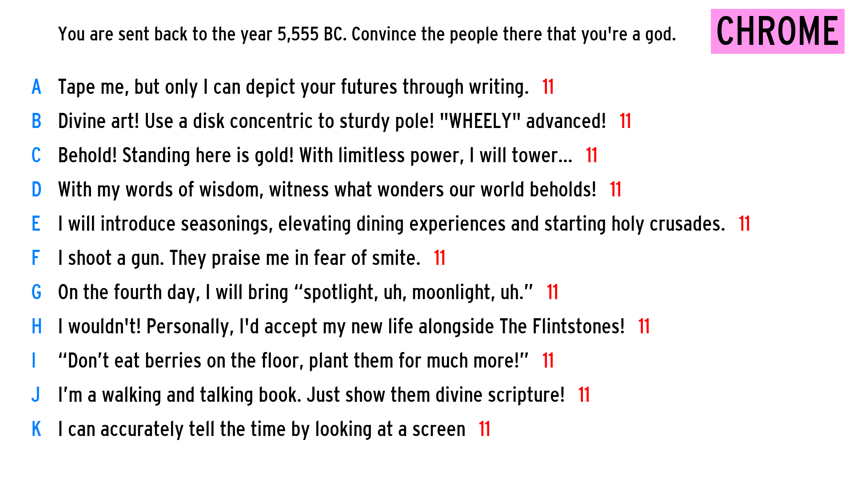 You are sent back to the year 5,555 BC. Convince the people there that you're a god.
CHROME
A Tape me, but only I can depict your futures through writing. 11
B Divine art! Use a disk concentric to sturdy pole! "WHEELY" advanced! 11
C Behold! Standing here is gold! With limitless power, I will tower... 11
D With my words of wisdom, witness what wonders our world beholds! 11
E I will introduce seasonings, elevating dining experiences and starting holy crusades. 11
F I shoot a gun. They praise me in fear of smite. 11
G On the fourth day, I will bring “spotlight, uh, moonlight, uh.” 11
H I wouldn't! Personally, I'd accept my new life alongside The Flintstones! 11
I “Don’t eat berries on the floor, plant them for much more!” 11
J I’m a walking and talking book. Just show them divine scripture! 11
K I can accurately tell the time by looking at a screen 11